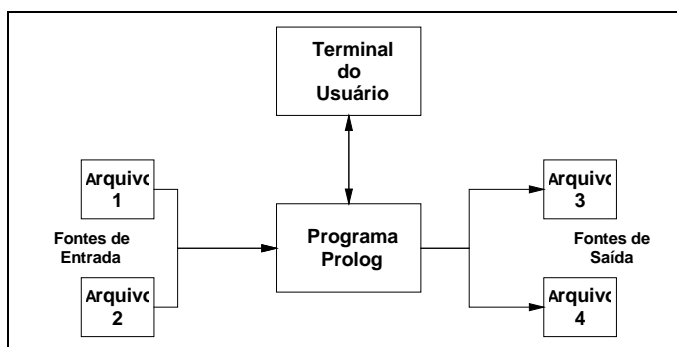 Terminal
do
Usuário
Arquivo
1
Arquivo
3
Fontes de
Entrada
Programa
Prolog
Fontes de
Saída
Arquivo
2
Arquivo
4